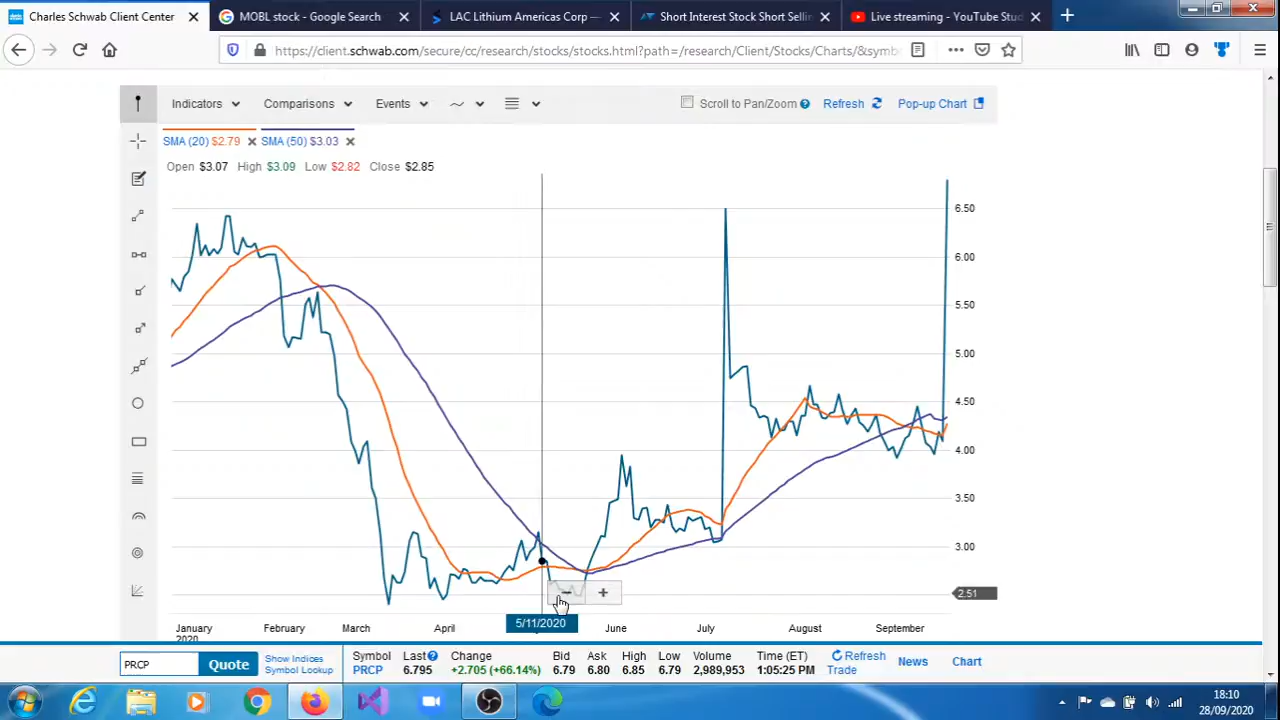 Charles Schwab Client Center
MOBL stock - Google Search
LAC Lithium Americas Corp —
Short Interest Stock Short Sellin
Live streaming - YouTube Stud
https://client.schwab.com/secure/cc/research/stocks/stocks.html?path=/research/Client/Stocks/Charts/&symb
Indicators Comparisons Events Scroll to Pan/Zoom Refresh Pop-up Chart
SMA (20) $2.79 SMA (50) $3.03
Open $3.07 High $3.09 Low $2.82 Close $2.85
6.50
6.00
5.50
5.00
4.50
4.00
3.50
3.00
2.51
5/11/2020
January February March April June July August September
2020
PRCP Quote Show Indices
Symbol Lookup
Symbol Last Change Bid Ask High Low Volume Time (ET) Refresh
PRCP 6.795 +2.705 (+66.14%) 6.79 6.80 6.85 6.79 2,989,953 1:05:25 PM Trade
News Chart
18:10
28/09/2020